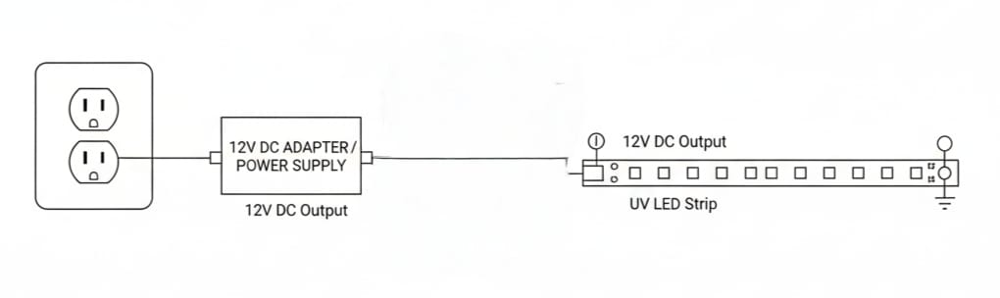 12V DC ADAPTER /
POWER SUPPLY
12V DC Output
12V DC Output
UV LED Strip